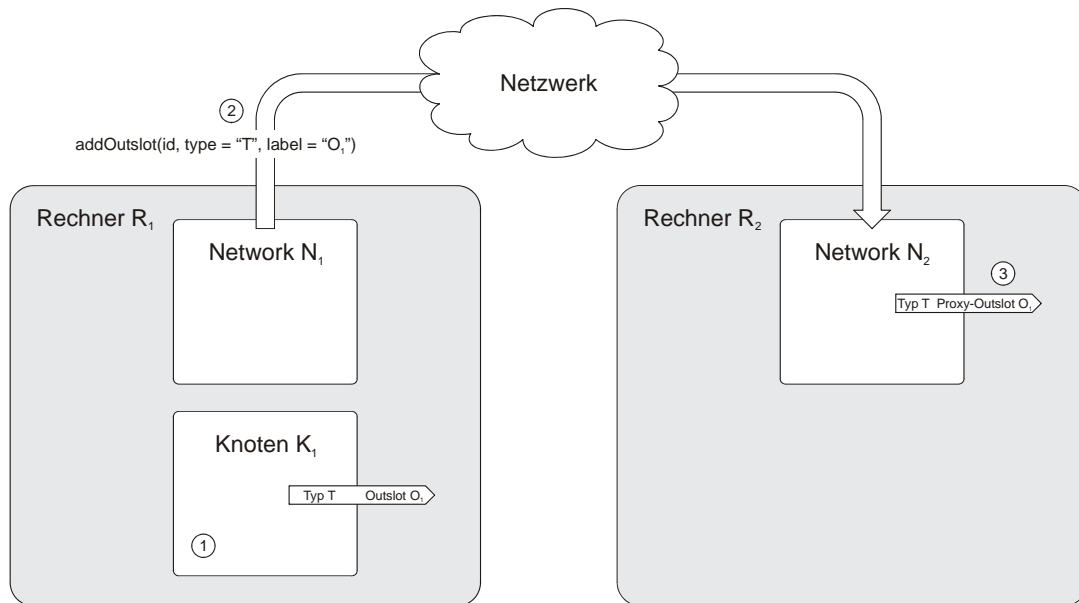 Netzwerk
2
addOutslot(id, type = “T”, label = “O₁”)
Rechner R₁
Network N₁
Knoten K₁
Typ T Outslot O₁
1
Rechner R₂
Network N₂
3
Typ T Proxy-Outslot O₁